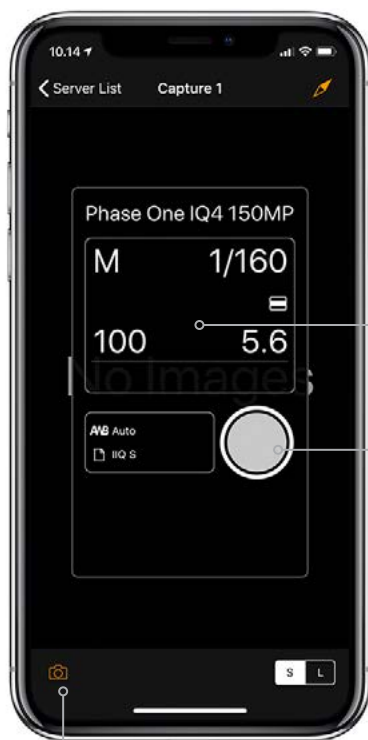 10.14
Server List Capture 1
Phase One IQ4 150MP
M 1/160
100 5.6
No Images
AWB Auto
IIQ S
S L